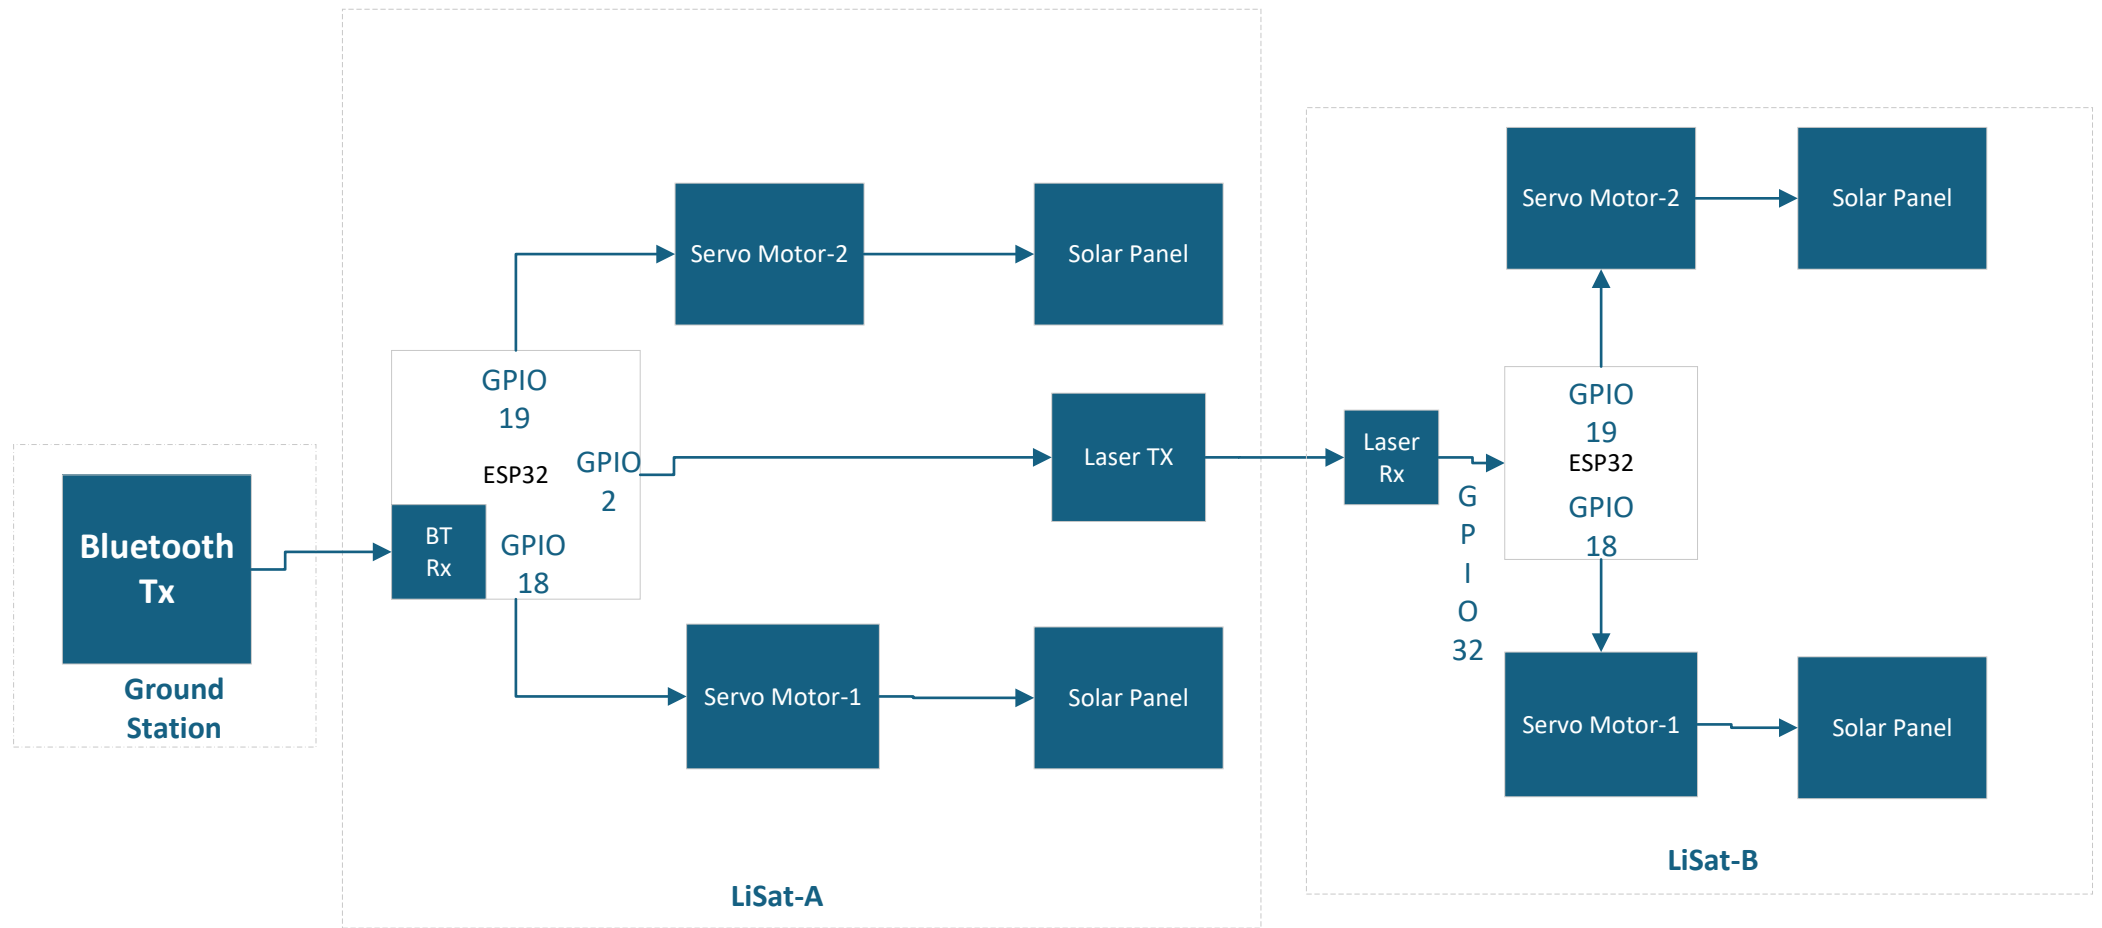 Bluetooth
Tx
Ground
Station
GPIO
19
ESP32
GPIO
2
BT
Rx
GPIO
18
Servo Motor-2
Solar Panel
Laser TX
Servo Motor-1
Solar Panel
LiSat-A
Laser
Rx
G
P
I
O
32
Servo Motor-2
Solar Panel
GPIO
19
ESP32
GPIO
18
Servo Motor-1
Solar Panel
LiSat-B